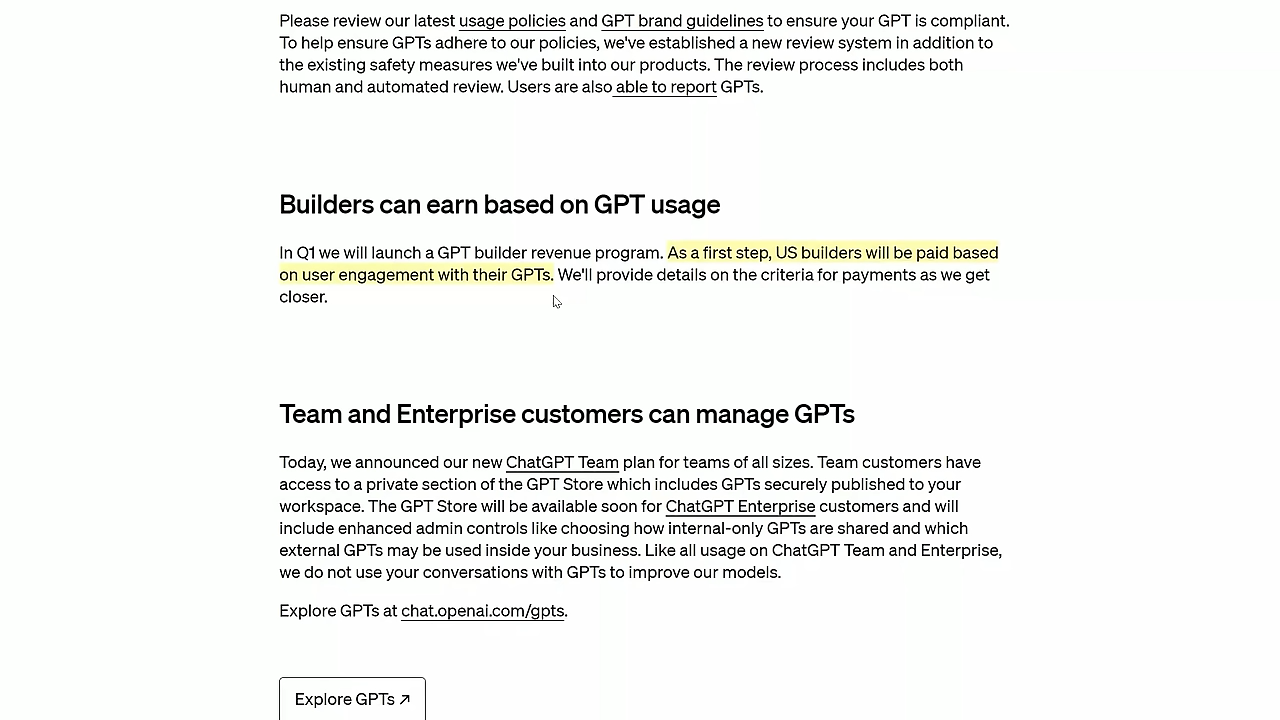 Please review our latest usage policies and GPT brand guidelines to ensure your GPT is compliant.
To help ensure GPTs adhere to our policies, we've established a new review system in addition to
the existing safety measures we've built into our products. The review process includes both
human and automated review. Users are also able to report GPTs.
Builders can earn based on GPT usage
In Q1 we will launch a GPT builder revenue program. As a first step, US builders will be paid based
on user engagement with their GPTs. We'll provide details on the criteria for payments as we get
closer.
Team and Enterprise customers can manage GPTs
Today, we announced our new ChatGPT Team plan for teams of all sizes. Team customers have
access to a private section of the GPT Store which includes GPTs securely published to your
workspace. The GPT Store will be available soon for ChatGPT Enterprise customers and will
include enhanced admin controls like choosing how internal-only GPTs are shared and which
external GPTs may be used inside your business. Like all usage on ChatGPT Team and Enterprise,
we do not use your conversations with GPTs to improve our models.
Explore GPTs at chat.openai.com/gpts.
Explore GPTs ↗